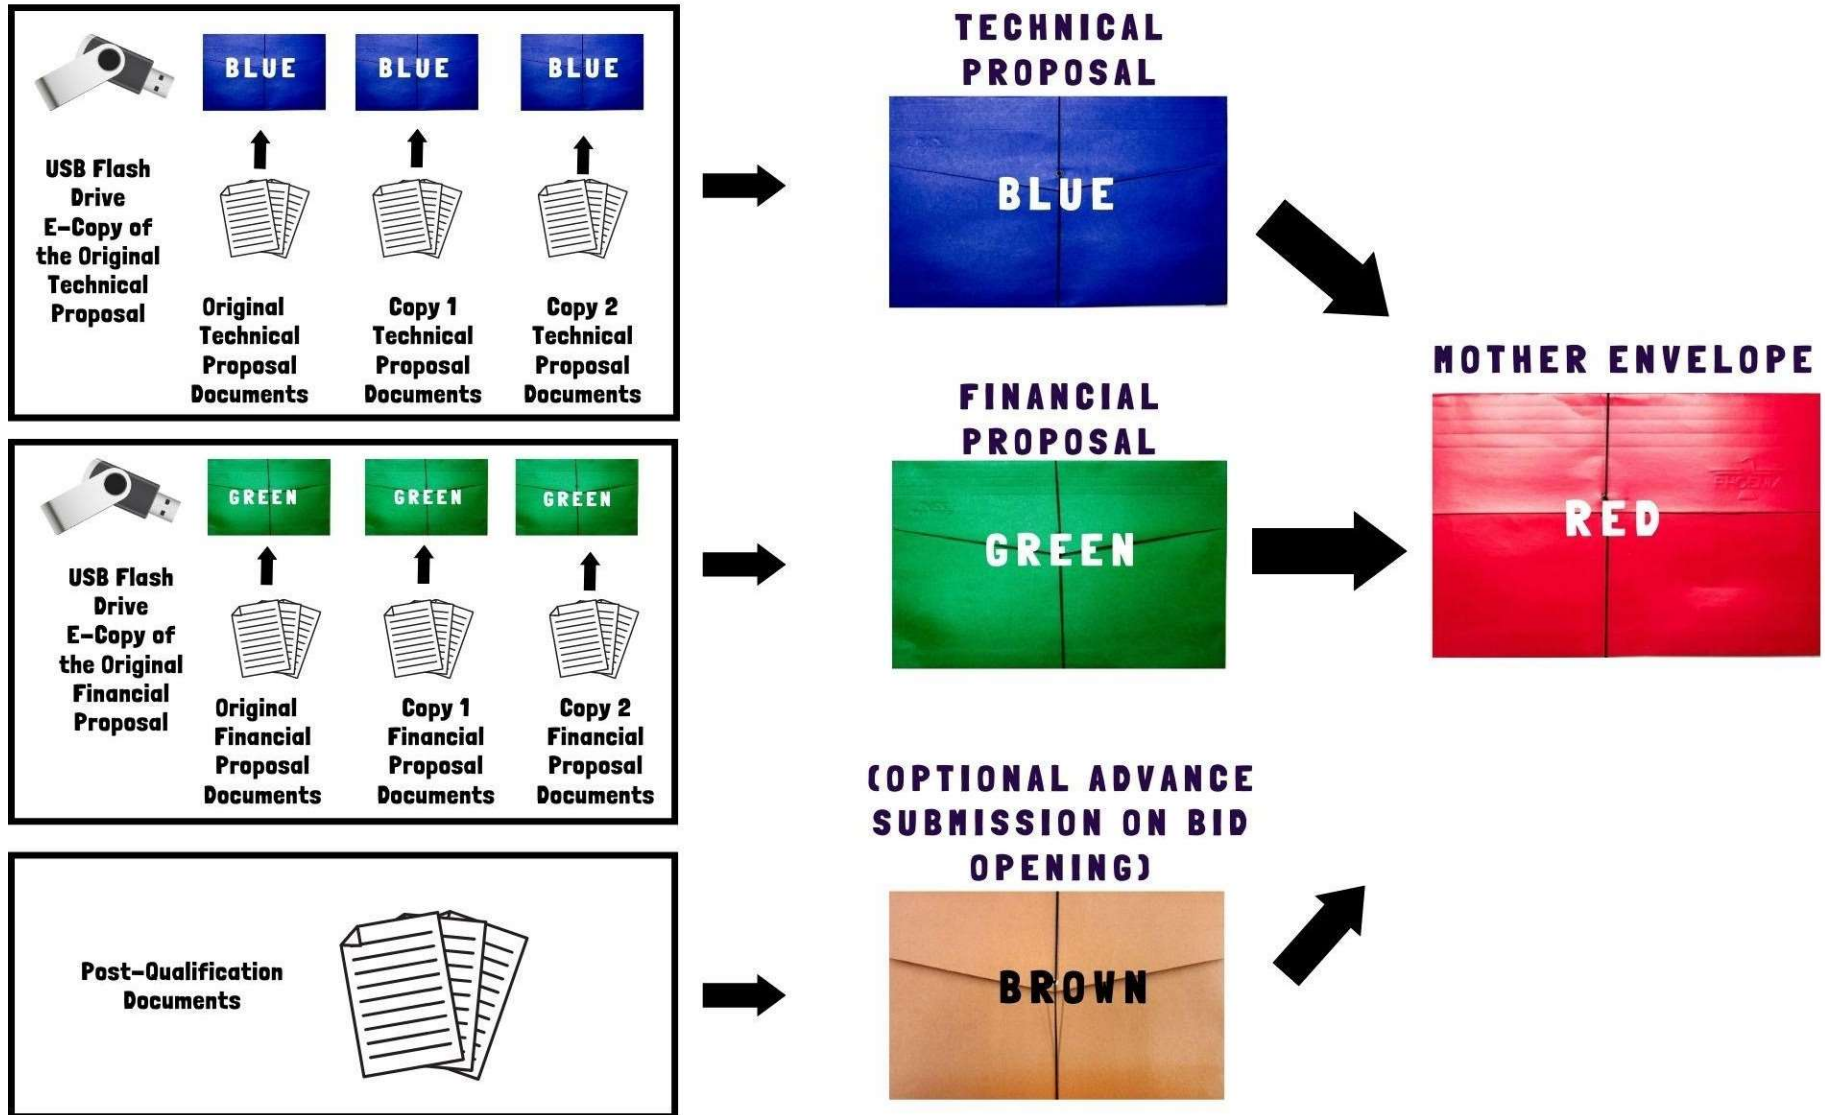 BLUE
BLUE
BLUE
USB Flash
Drive
E-Copy of
the Original
Technical
Proposal
Original
Technical
Proposal
Documents
Copy 1
Technical
Proposal
Documents
Copy 2
Technical
Proposal
Documents
TECHNICAL
PROPOSAL
BLUE
GREEN
GREEN
GREEN
USB Flash
Drive
E-Copy of
the Original
Financial
Proposal
Original
Financial
Proposal
Documents
Copy 1
Financial
Proposal
Documents
Copy 2
Financial
Proposal
Documents
FINANCIAL
PROPOSAL
GREEN
MOTHER ENVELOPE
RED
Post-Qualification
Documents
(OPTIONAL ADVANCE
SUBMISSION ON BID
OPENING)
BROWN